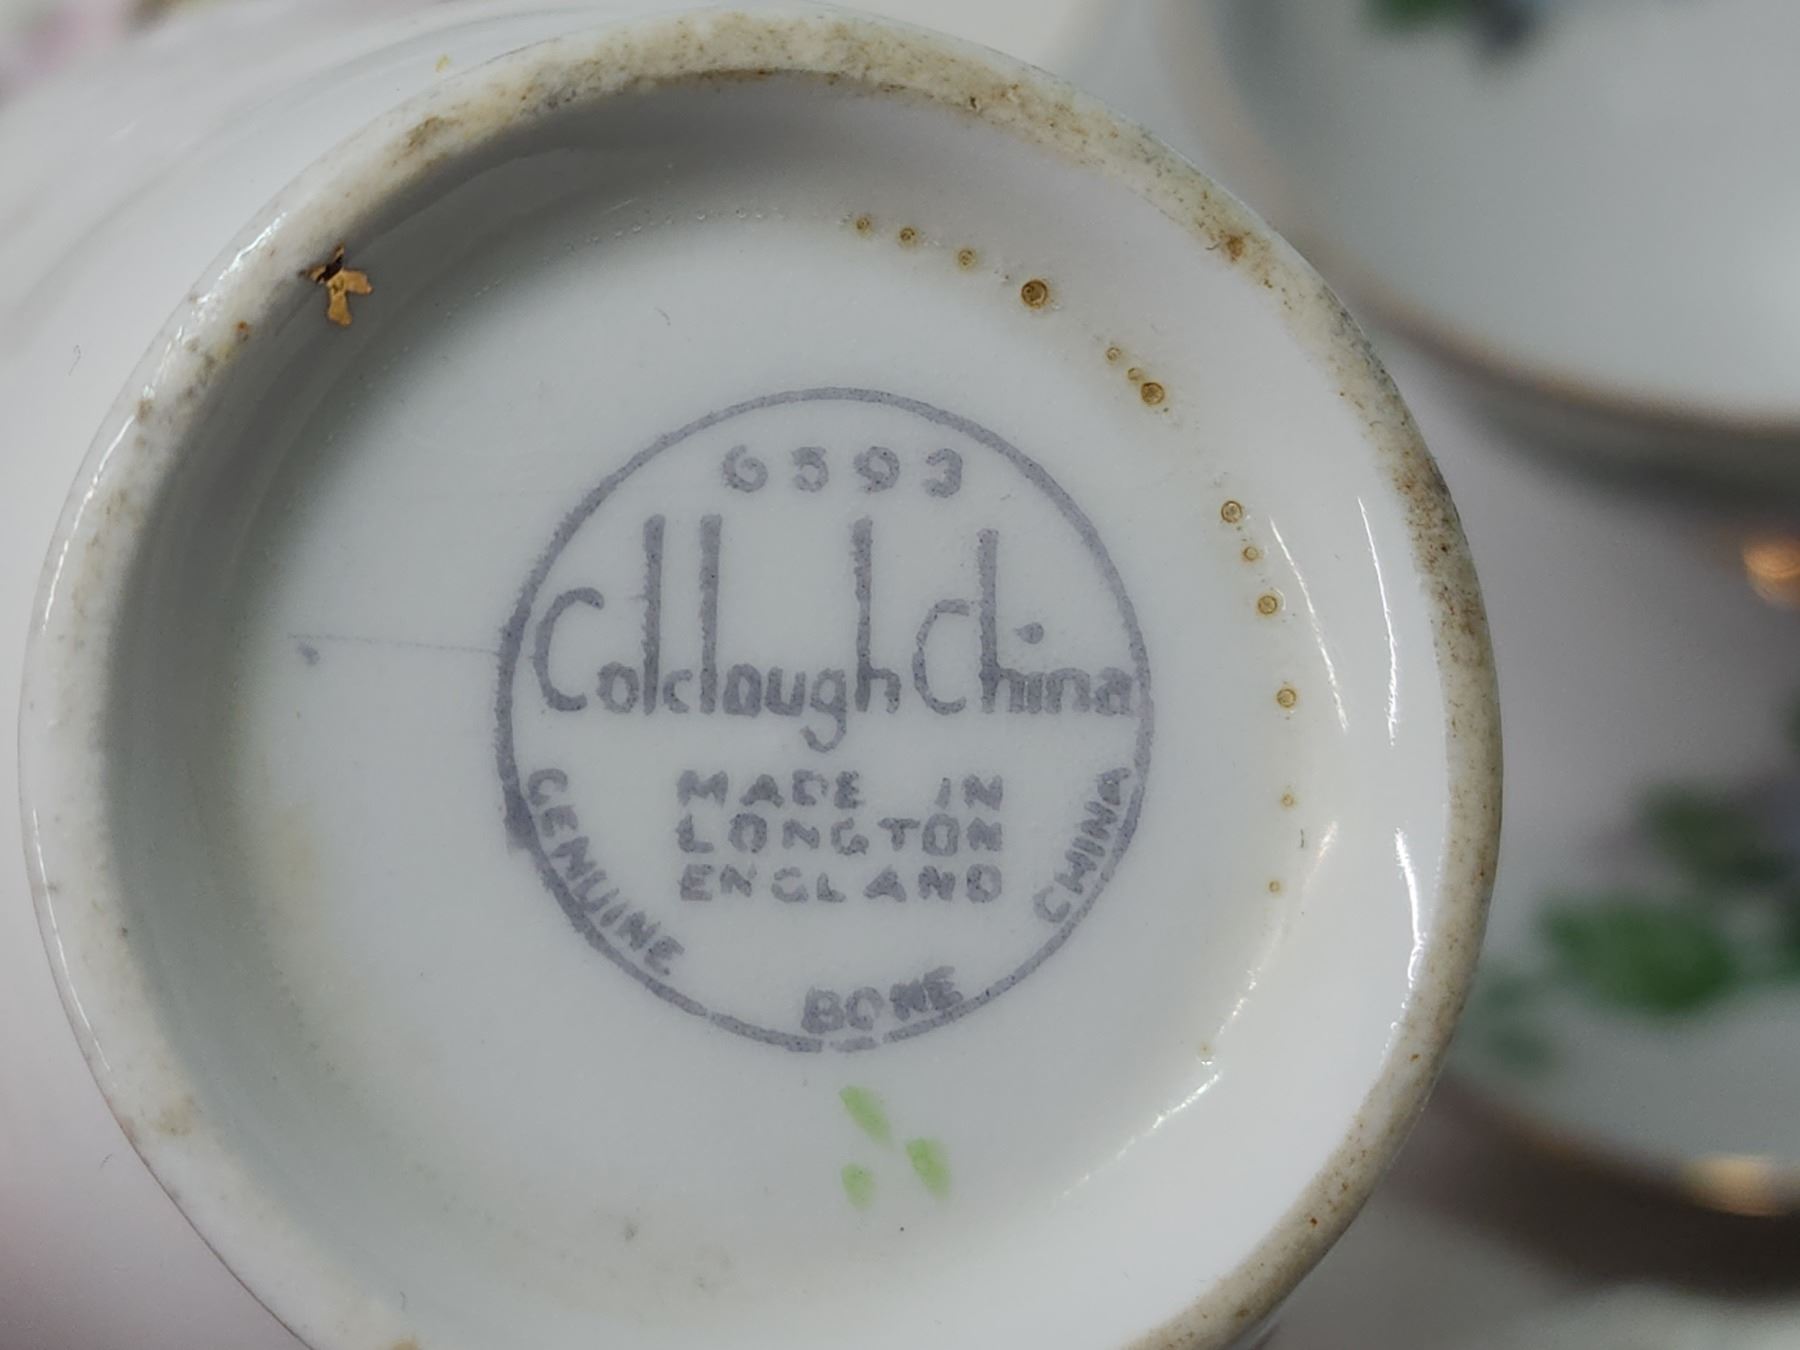 6593
Colclough China
MADE IN
LONGTON
ENGLAND
GENUINE BONE CHINA